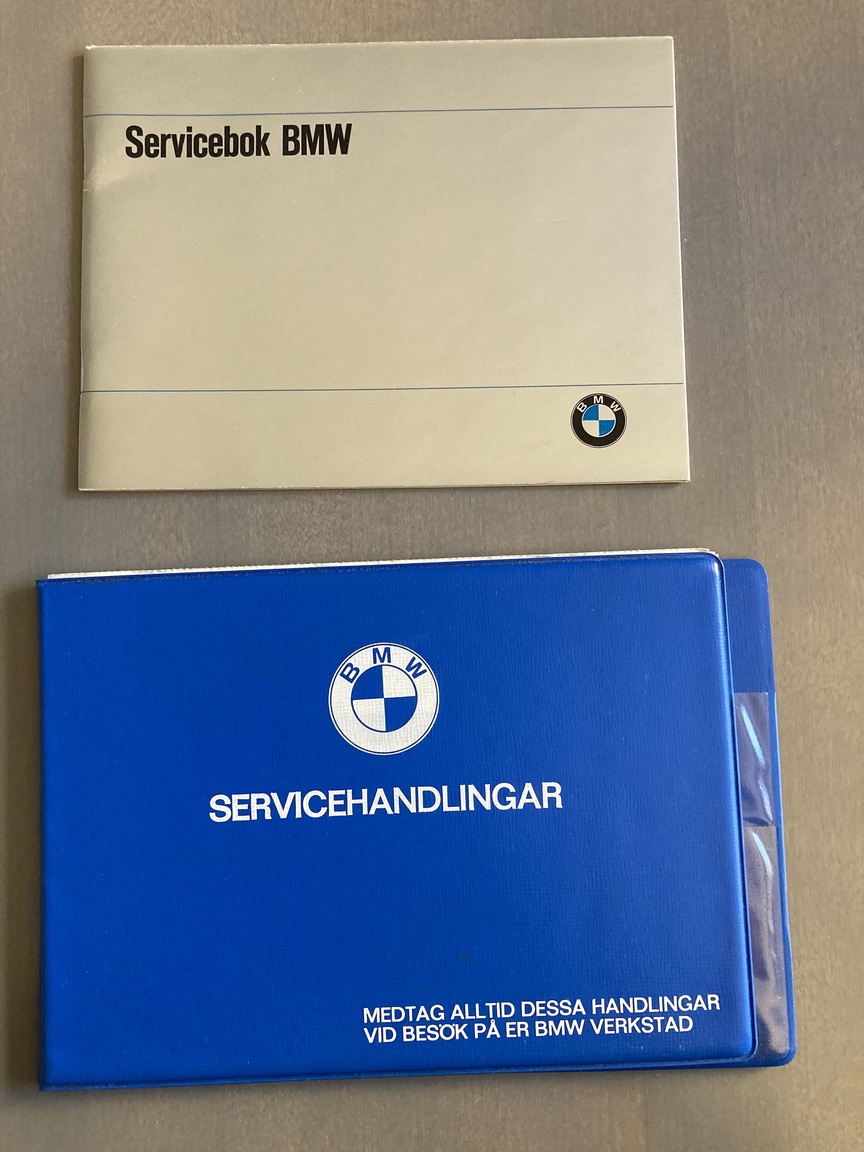 Servicebok BMW
BMW
BMW
SERVICEHANDLINGAR
MEDTAG ALLTID DESSA HANDLINGAR
VID BESÖK PÅ ER BMW VERKSTAD